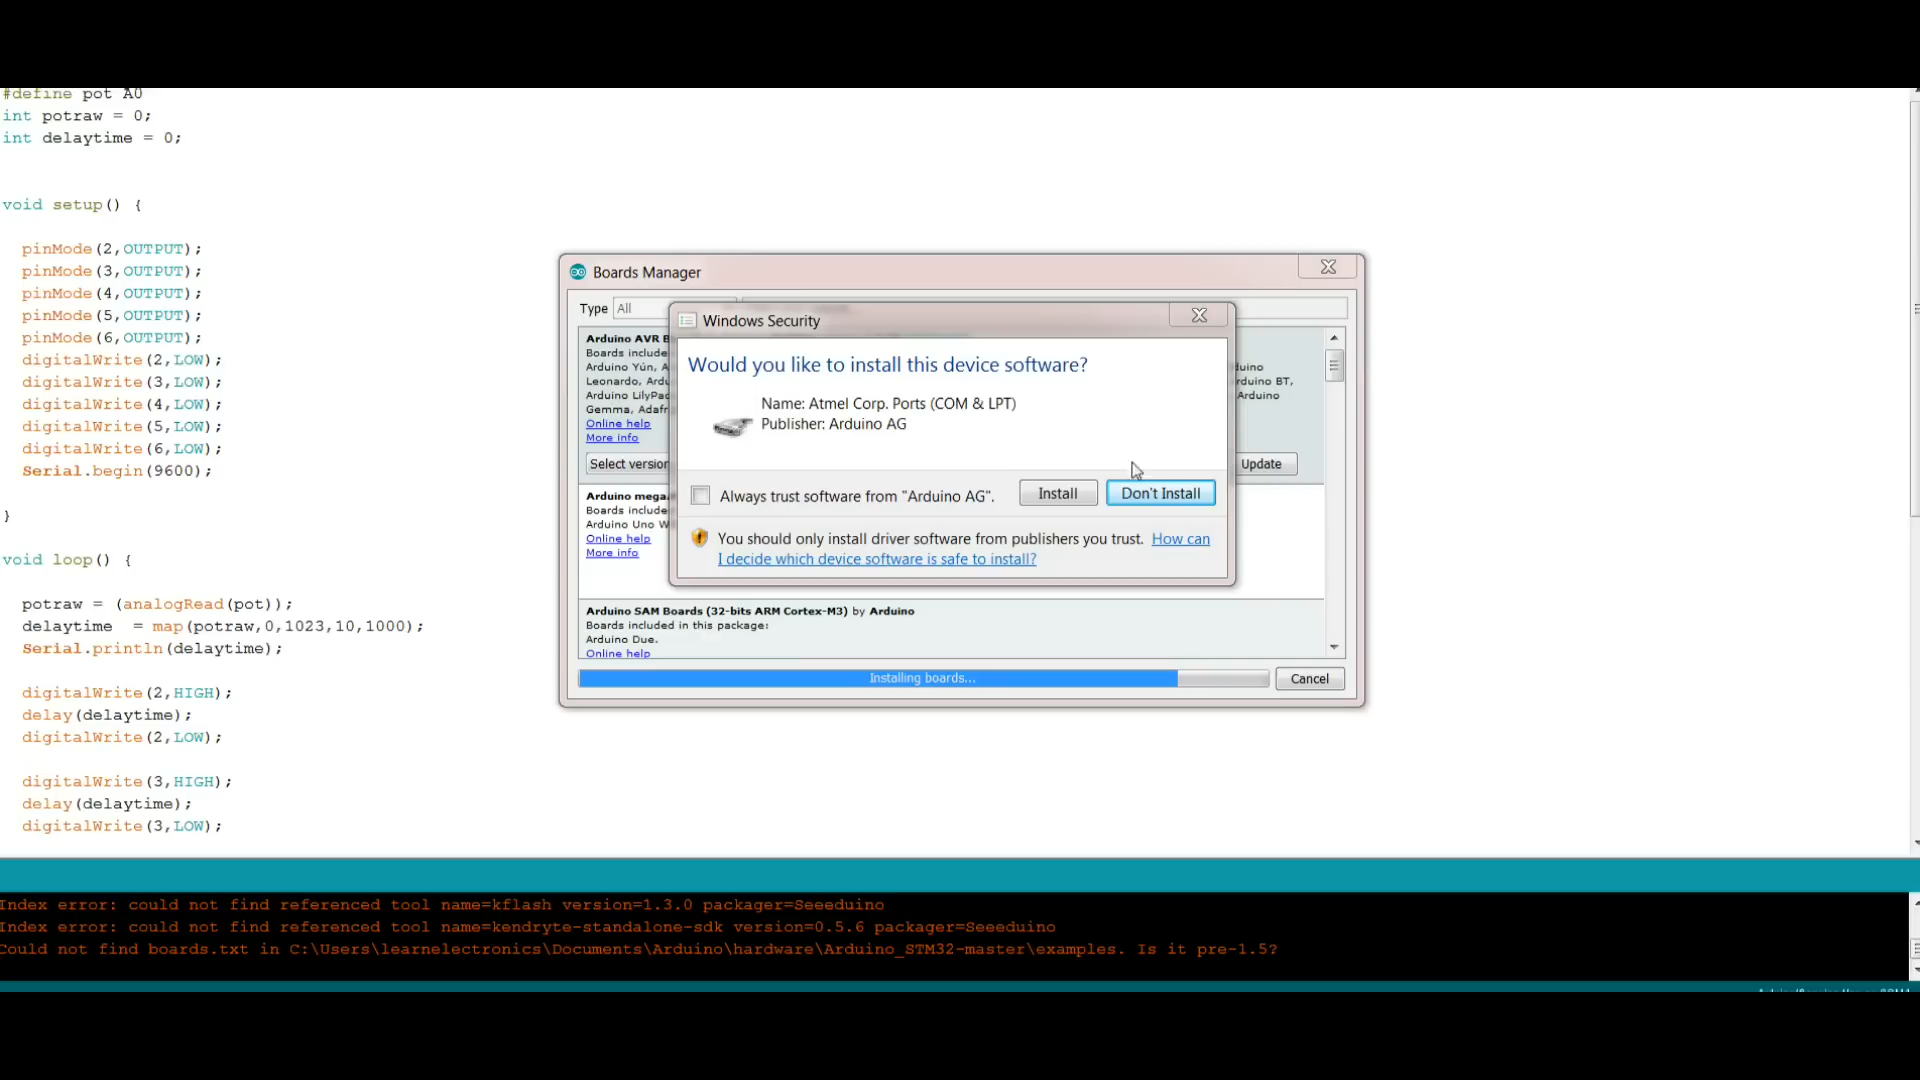 #define pot A0
int potraw = 0;
int delaytime = 0;
void setup() {
pinMode(2,OUTPUT);
pinMode(3,OUTPUT);
pinMode(4,OUTPUT);
pinMode(5,OUTPUT);
pinMode(6,OUTPUT);
digitalWrite(2,LOW);
digitalWrite(3,LOW);
digitalWrite(4,LOW);
digitalWrite(5,LOW);
digitalWrite(6,LOW);
Serial.begin(9600);
}
void loop() {
potraw = (analogRead(pot));
delaytime  = map(potraw,0,1023,10,1000);
Serial.println(delaytime);
digitalWrite(2,HIGH);
delay(delaytime);
digitalWrite(2,LOW);
digitalWrite(3,HIGH);
delay(delaytime);
digitalWrite(3,LOW);
Boards Manager
Type All
Arduino AVR B
Boards include
Arduino Yún, A
Leonardo, Ardu
Arduino LilyPad
Gemma, Adafr
Online help
More info
Select version
duino
rduino BT,
Arduino
Update
Windows Security
Would you like to install this device software?
Name: Atmel Corp. Ports (COM & LPT)
Publisher: Arduino AG
Always trust software from "Arduino AG".
Install
Don't Install
You should only install driver software from publishers you trust. How can
I decide which device software is safe to install?
Arduino mega
Boards include
Arduino Uno W
Online help
More info
Arduino SAM Boards (32-bits ARM Cortex-M3) by Arduino
Boards included in this package:
Arduino Due.
Online help
Installing boards...
Cancel
Index error: could not find referenced tool name=kflash version=1.3.0 packager=Seeeduino
Index error: could not find referenced tool name=kendryte-standalone-sdk version=0.5.6 packager=Seeeduino
Could not find boards.txt in C:\Users\learnelectronics\Documents\Arduino\hardware\Arduino_STM32-master\examples. Is it pre-1.5?